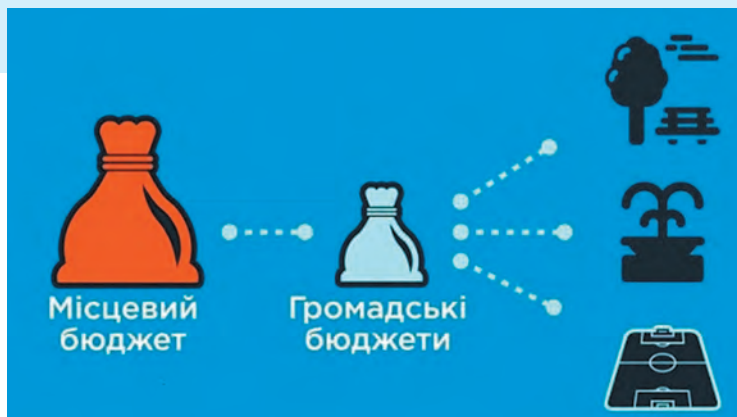 Місцевий
бюджет
Громадські
бюджети